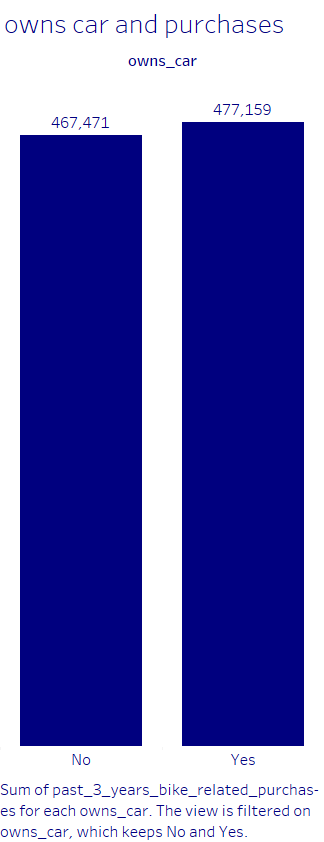 owns car and purchases
owns_car
467,471
477,159
No
Yes
Sum of past_3_years_bike_related_purchas-
es for each owns_car. The view is filtered on
owns_car, which keeps No and Yes.